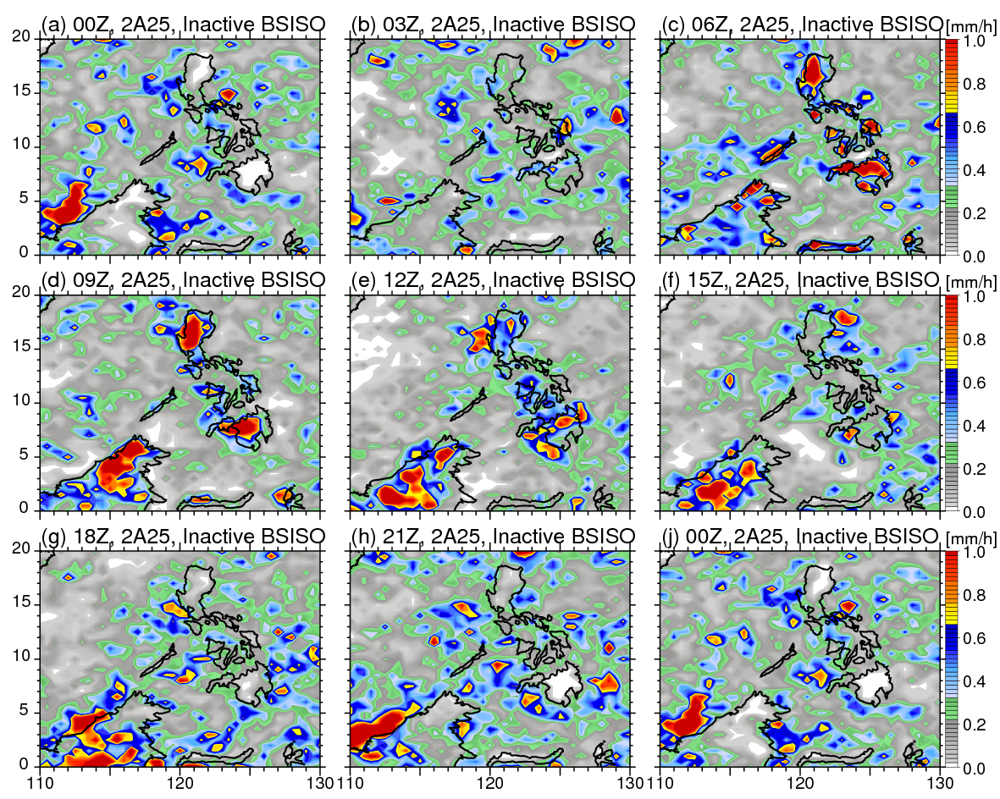 (a) 00Z, 2A25, Inactive BSISO
(b) 03Z, 2A25, Inactive BSISO
(c) 06Z, 2A25, Inactive BSISO
[mm/h]
20
15
10
5
0
1.0
0.8
0.6
0.4
0.2
0.0
(d) 09Z, 2A25, Inactive BSISO
(e) 12Z, 2A25, Inactive BSISO
(f) 15Z, 2A25, Inactive BSISO
[mm/h]
20
15
10
5
0
1.0
0.8
0.6
0.4
0.2
0.0
(g) 18Z, 2A25, Inactive BSISO
(h) 21Z, 2A25, Inactive BSISO
(j) 00Z, 2A25, Inactive BSISO
[mm/h]
20
15
10
5
0
1.0
0.8
0.6
0.4
0.2
0.0
110 120 130
110 120 130
110 120 130